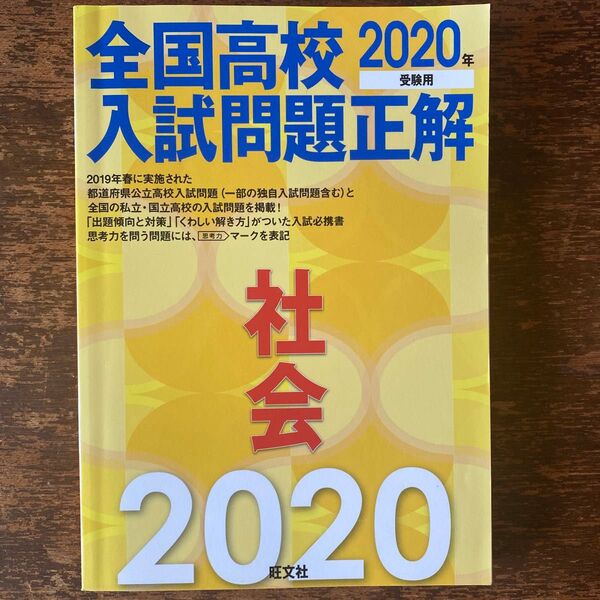 全国高校
2020年
受験用
入試問題正解
2019年春に実施された
都道府県公立高校入試問題（一部の独自入試問題含む）と
全国の私立・国立高校の入試問題を掲載！
「出題傾向と対策」「くわしい解き方」がついた入試必携書
思考力を問う問題には、思考力マークを表記
社会
2020
旺文社